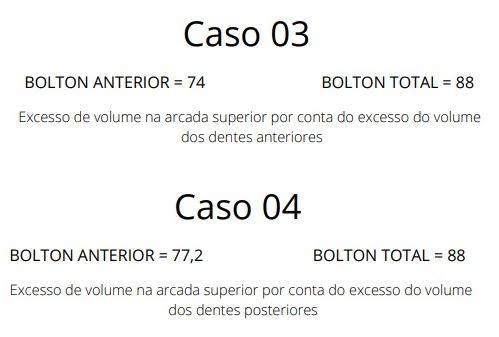 Caso 03
BOLTON ANTERIOR = 74 BOLTON TOTAL = 88
Excesso de volume na arcada superior por conta do excesso do volume
dos dentes anteriores
Caso 04
BOLTON ANTERIOR = 77,2 BOLTON TOTAL = 88
Excesso de volume na arcada superior por conta do excesso do volume
dos dentes posteriores